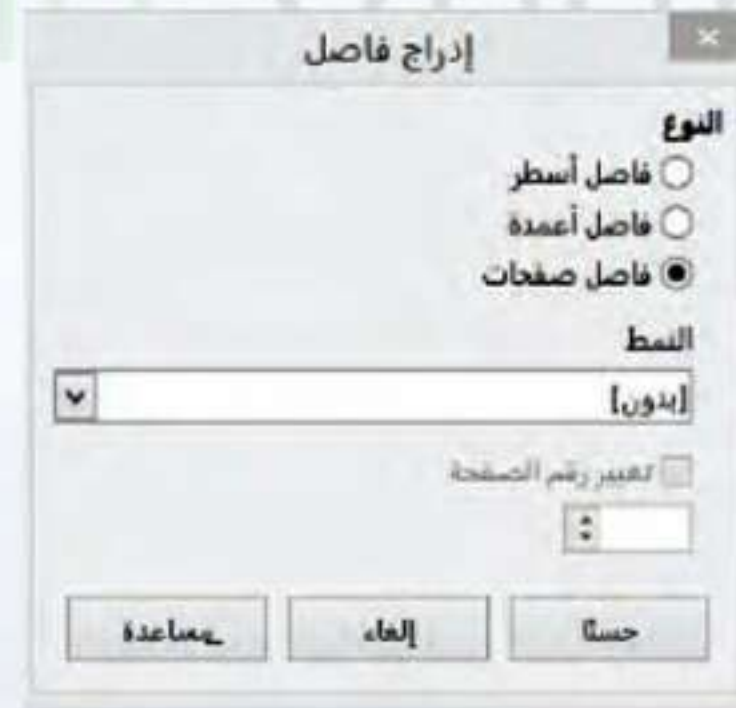 إدراج فاصل
النوع
فاصل أسطر
فاصل أعمدة
فاصل صفحات
النمط
[بدون]
تغيير رقم الصفحة
حسنًا إلغاء مساعدة